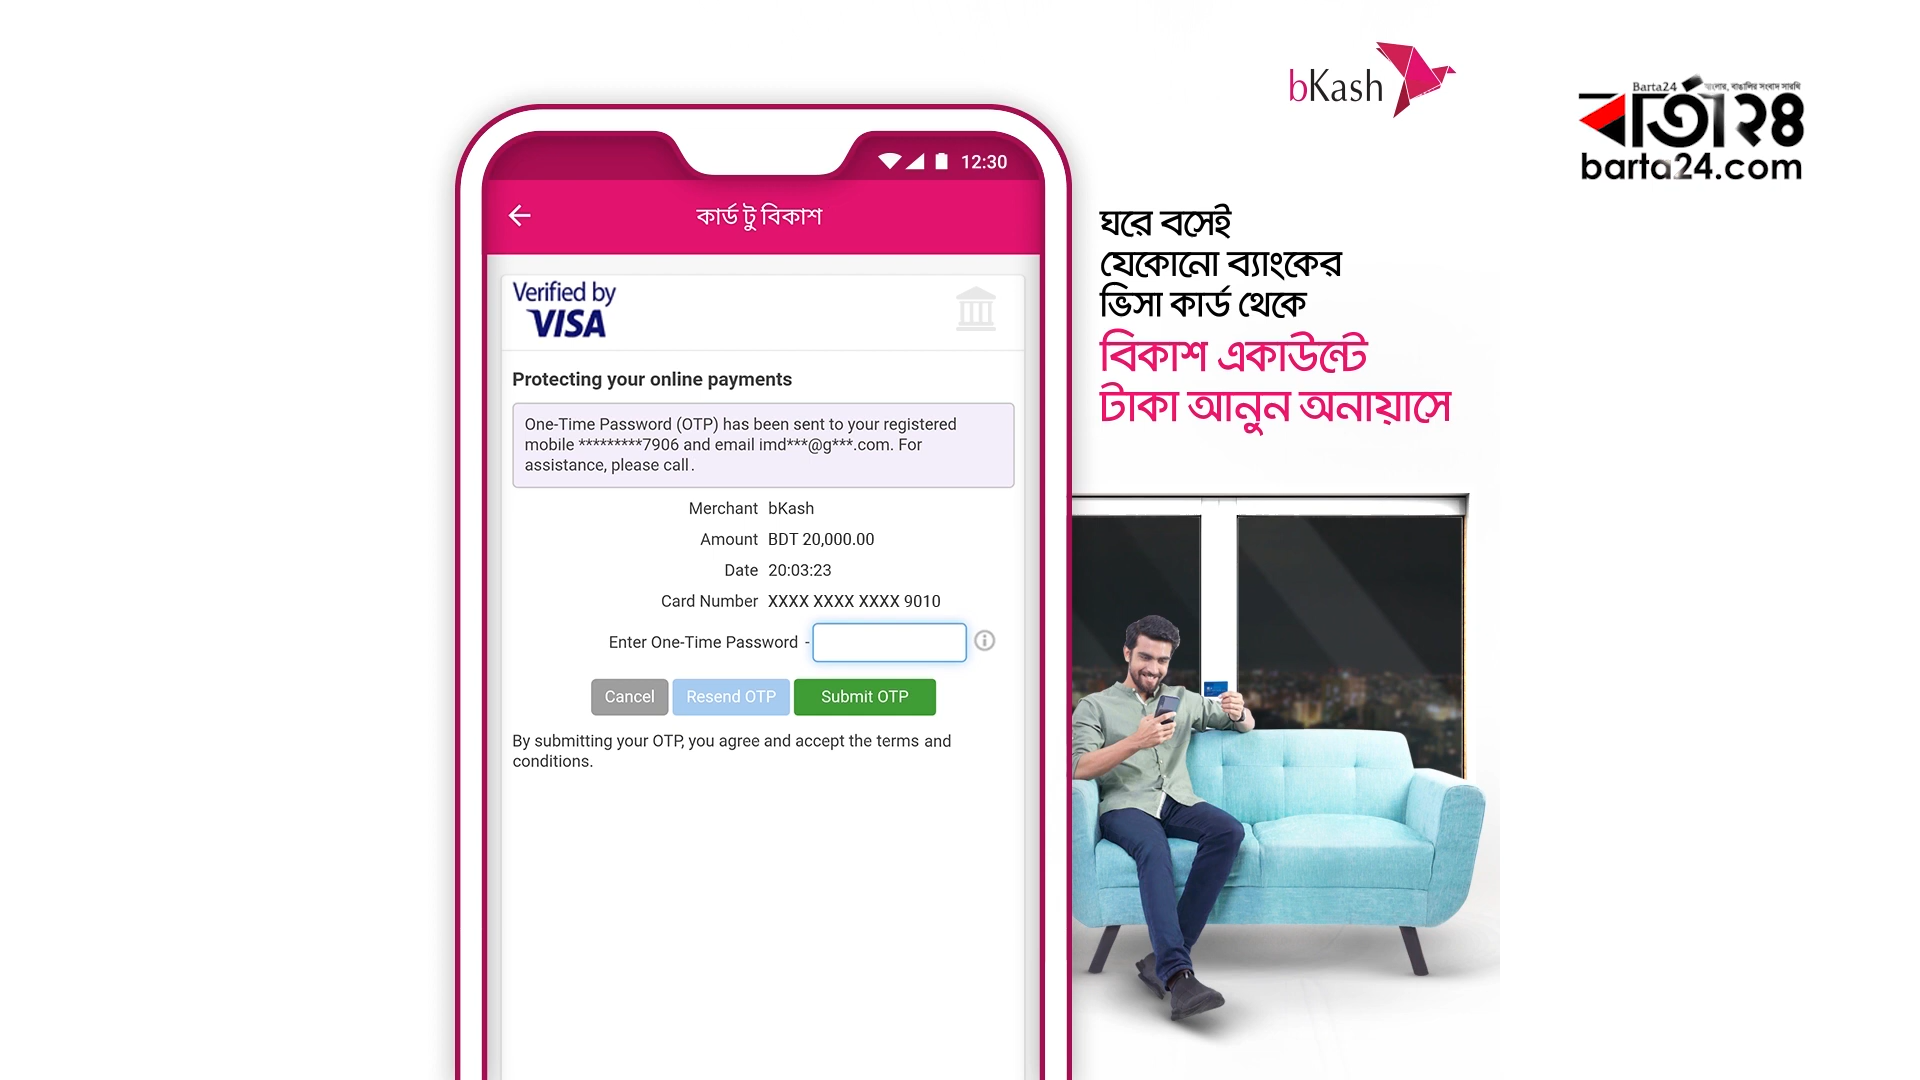 bKash
Barta24 বাংলার, বাঙালির সংবাদ সারথি
বার্তা২৪
barta24.com
12:30
কার্ড টু বিকাশ
Verified by
VISA
Protecting your online payments
One-Time Password (OTP) has been sent to your registered
mobile *********7906 and email imd***@g***.com. For
assistance, please call.
Merchant bKash
Amount BDT 20,000.00
Date 20:03:23
Card Number XXXX XXXX XXXX 9010
Enter One-Time Password -
Cancel Resend OTP Submit OTP
By submitting your OTP, you agree and accept the terms and
conditions.
ঘরে বসেই
যেকোনো ব্যাংকের
ভিসা কার্ড থেকে
বিকাশ একাউন্টে
টাকা আনুন অনায়াসে